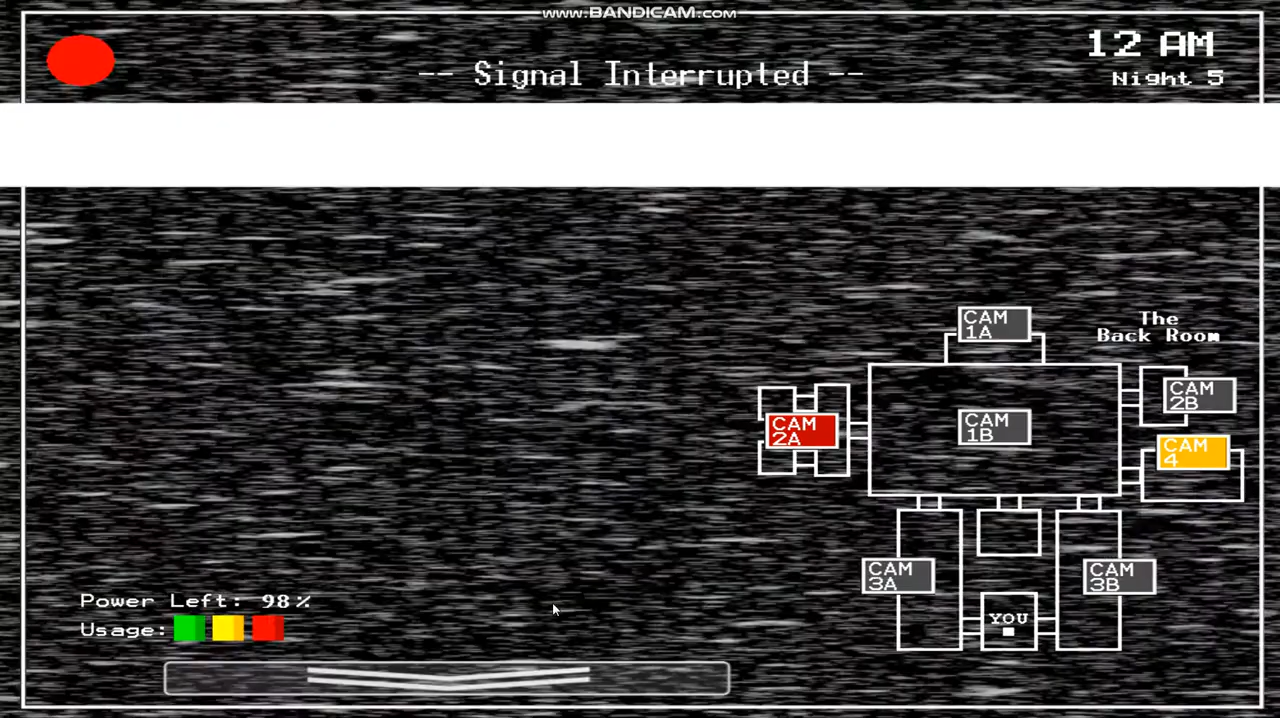 www.BANDICAM.com
12 AM
-- Signal Interrupted --
Night 5
CAM
1A
The
Back Room
CAM
2B
CAM
2A
CAM
1B
CAM
4
CAM
3A
CAM
3B
Power Left: 98%
YOU
Usage: